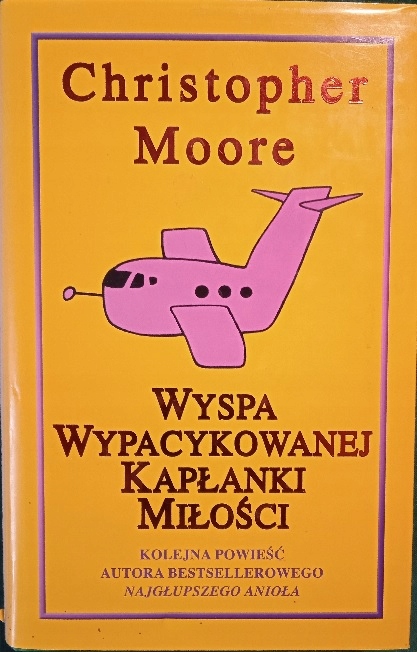 Christopher
Moore
WYSPA
WYPACYKOWANEJ
KAPŁANKI
MIŁOŚCI
KOLEJNA POWIEŚĆ
AUTORA BESTSELLEROWEGO
NAJGŁUPSZEGO ANIOŁA